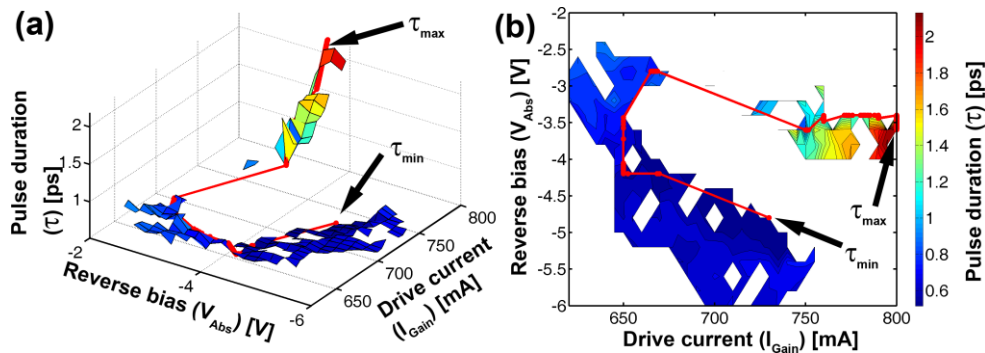 (a)
τmax
τmin
Pulse duration
(τ) [ps]
2
1.5
1
-2
-4
-6
Reverse bias (VAbs) [V]
650
700
750
800
Drive current
(IGain) [mA]
(b)
-2
-2.5
-3
-3.5
-4
-4.5
-5
-5.5
-6
Reverse bias (VAbs) [V]
650
700
750
800
Drive current (IGain) [mA]
τmax
τmin
2
1.8
1.6
1.4
1.2
1
0.8
0.6
Pulse duration (τ) [ps]